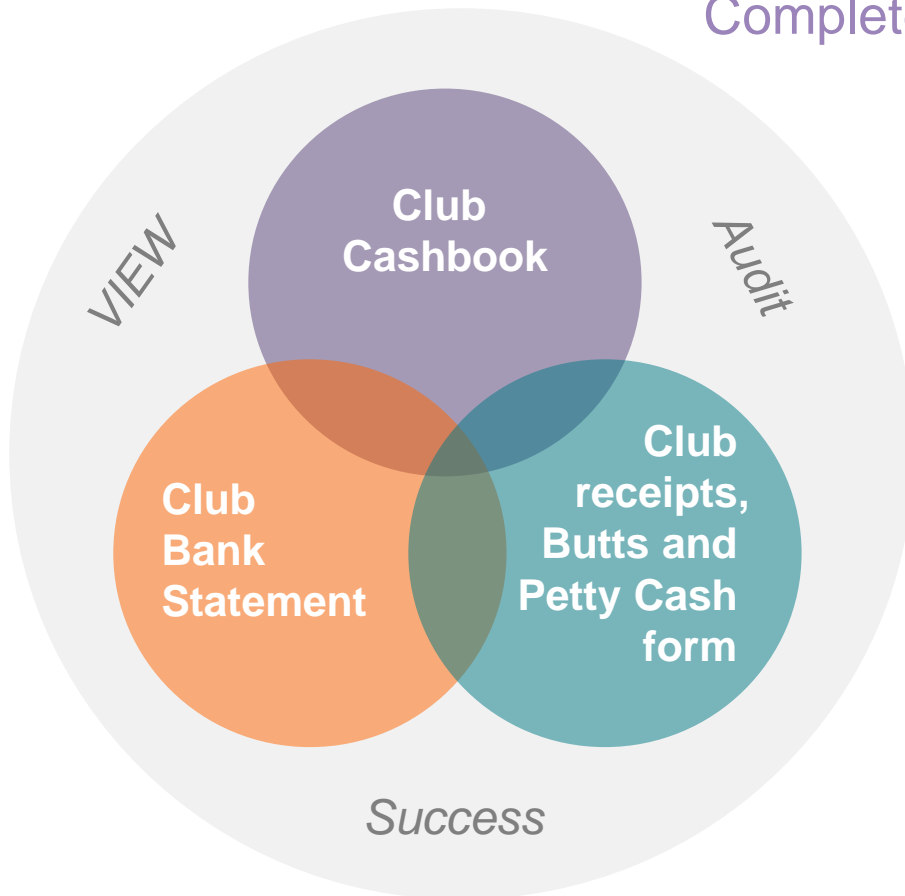 Club
Cashbook
VIEW
Audit
Club
Bank
Statement
Club
receipts,
Butts and
Petty Cash
form
Success